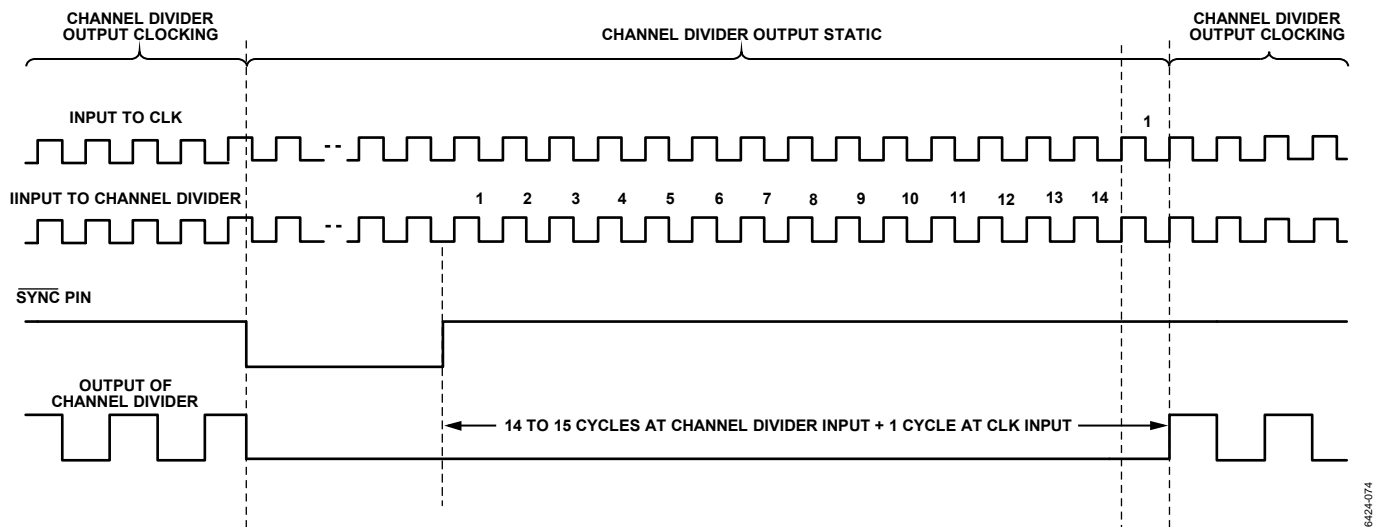 CHANNEL DIVIDER
OUTPUT CLOCKING
CHANNEL DIVIDER OUTPUT STATIC
CHANNEL DIVIDER
OUTPUT CLOCKING
INPUT TO CLK
1
IINPUT TO CHANNEL DIVIDER
1 2 3 4 5 6 7 8 9 10 11 12 13 14
SYNC PIN
OUTPUT OF
CHANNEL DIVIDER
14 TO 15 CYCLES AT CHANNEL DIVIDER INPUT + 1 CYCLE AT CLK INPUT
6424-074